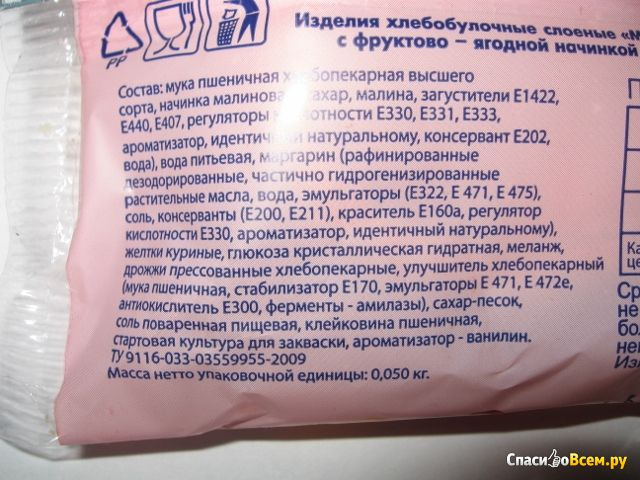 Изделия хлебобулочные слоеные «М
с фруктово – ягодной начинкой
PP
Состав: мука пшеничная хлебопекарная высшего
сорта, начинка малиновая сахар, малина, загустители Е1422,
Е440, Е407, регуляторы кислотности Е330, Е331, Е333,
ароматизатор, идентичный натуральному, консервант Е202,
вода), вода питьевая, маргарин (рафинированные
дезодорированные, частично гидрогенизированные
растительные масла, вода, эмульгаторы (Е322, Е 471, Е 475),
соль, консерванты (Е200, Е211), краситель Е160а, регулятор
кислотности Е330, ароматизатор, идентичный натуральному),
желтки куриные, глюкоза кристаллическая гидратная, меланж,
дрожжи прессованные хлебопекарные, улучшитель хлебопекарный
(мука пшеничная, стабилизатор Е170, эмульгаторы Е 471, Е 472е,
антиокислитель Е300, ферменты - амилазы), сахар-песок,
соль поваренная пищевая, клейковина пшеничная,
стартовая культура для закваски, ароматизатор - ванилин.
ТУ 9116-033-03559955-2009
Масса нетто упаковочной единицы: 0,050 кг.
П
Ка
це
Ср
не
бол
нен
Изг
СпасибоВсем.ру